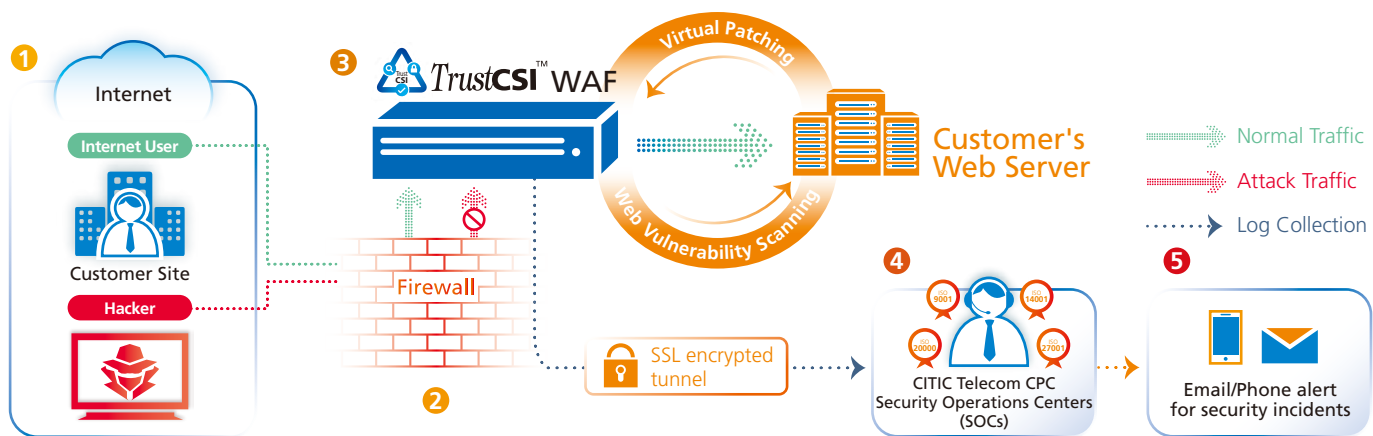 1
Internet
Internet User
Customer Site
Hacker
2
Firewall
3
Trust
CSI
TrustCSI™ WAF
Virtual Patching
Web Vulnerability Scanning
Customer's
Web Server
Normal Traffic
Attack Traffic
Log Collection
SSL encrypted
tunnel
4
ISO
9001
ISO
14001
ISO
20000
ISO
27001
CITIC Telecom CPC
Security Operations Centers
(SOCs)
5
Email/Phone alert
for security incidents